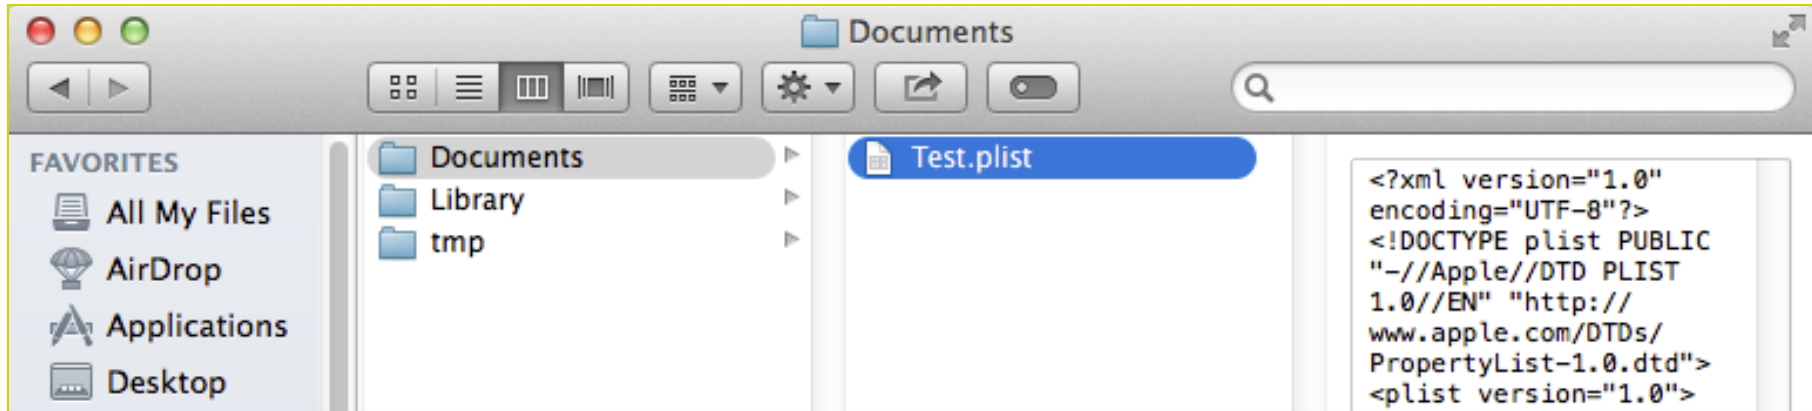 Documents
FAVORITES
All My Files
AirDrop
Applications
Desktop
Documents
Library
tmp
Test.plist
<?xml version="1.0"
encoding="UTF-8"?>
<!DOCTYPE plist PUBLIC
"-//Apple//DTD PLIST
1.0//EN" "http://
www.apple.com/DTDs/
PropertyList-1.0.dtd">
<plist version="1.0">